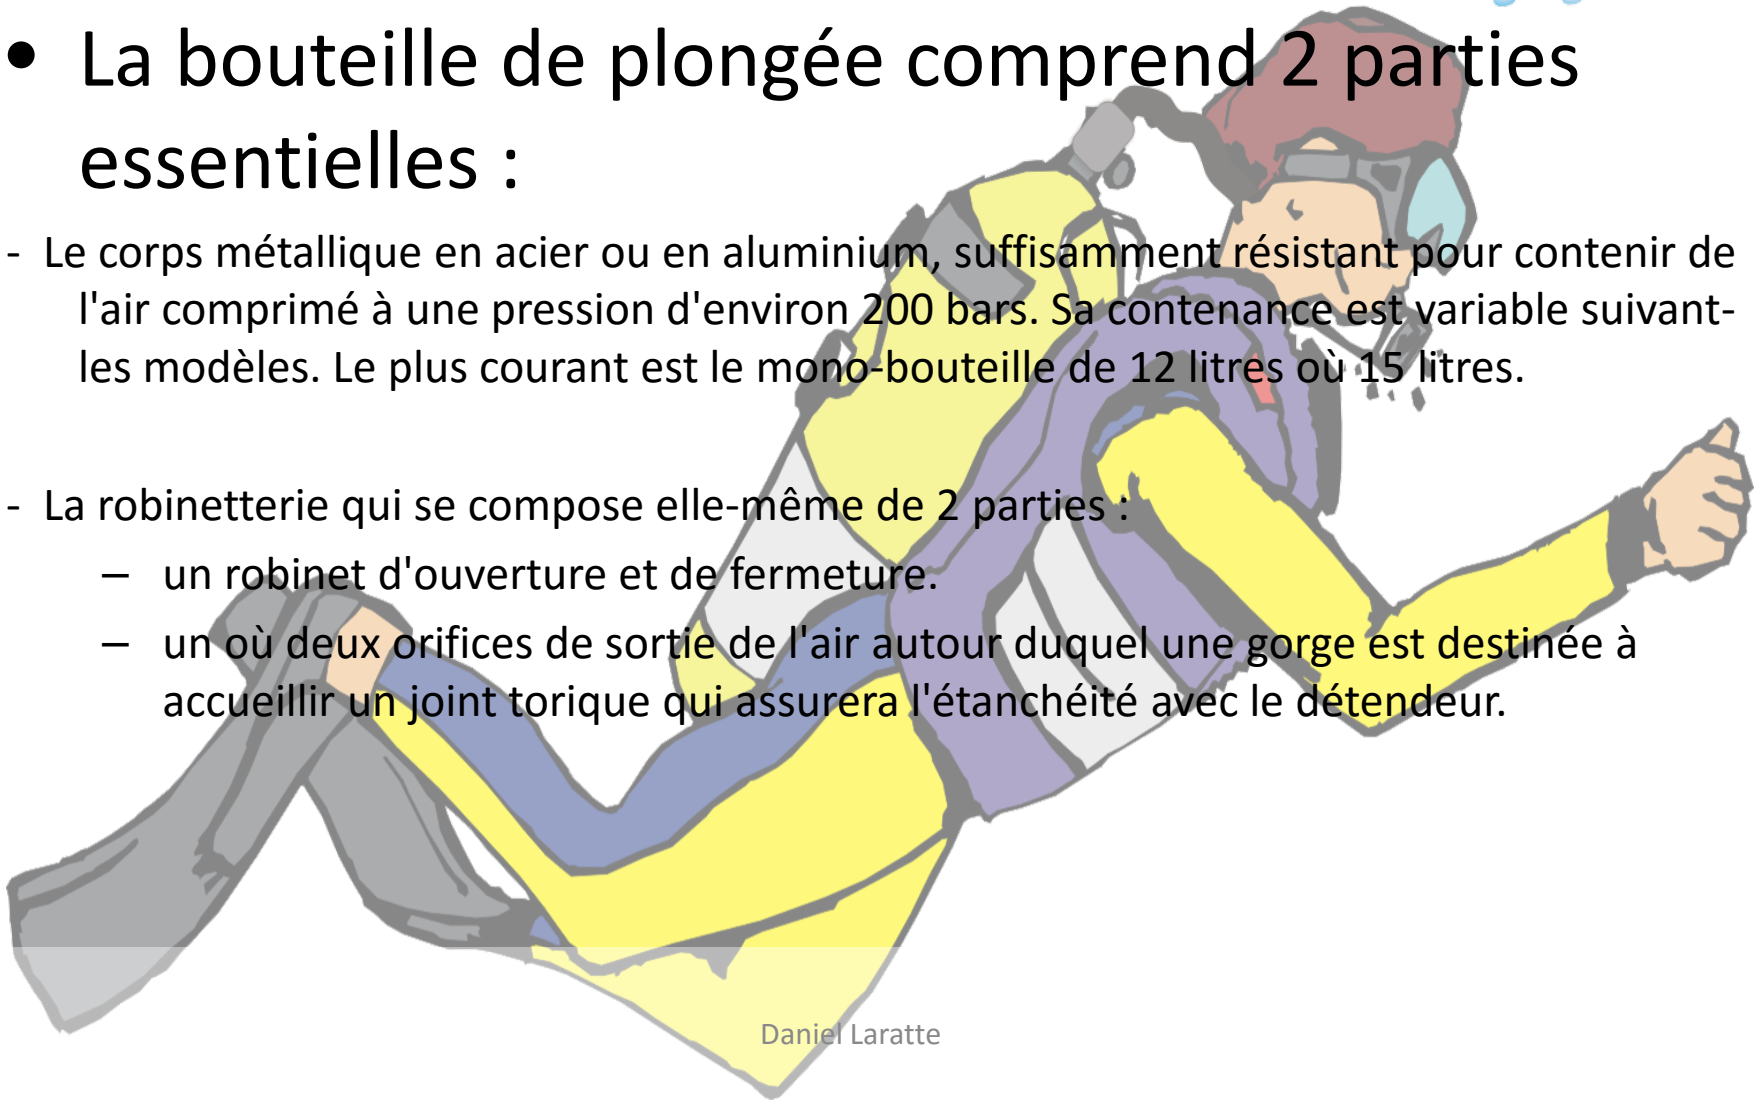 • La bouteille de plongée comprend 2 parties
essentielles :
- Le corps métallique en acier ou en aluminium, suffisamment résistant pour contenir de
l'air comprimé à une pression d'environ 200 bars. Sa contenance est variable suivant-
les modèles. Le plus courant est le mono-bouteille de 12 litres où 15 litres.
- La robinetterie qui se compose elle-même de 2 parties :
– un robinet d'ouverture et de fermeture.
– un où deux orifices de sortie de l'air autour duquel une gorge est destinée à
accueillir un joint torique qui assurera l'étanchéité avec le détendeur.
Daniel Laratte